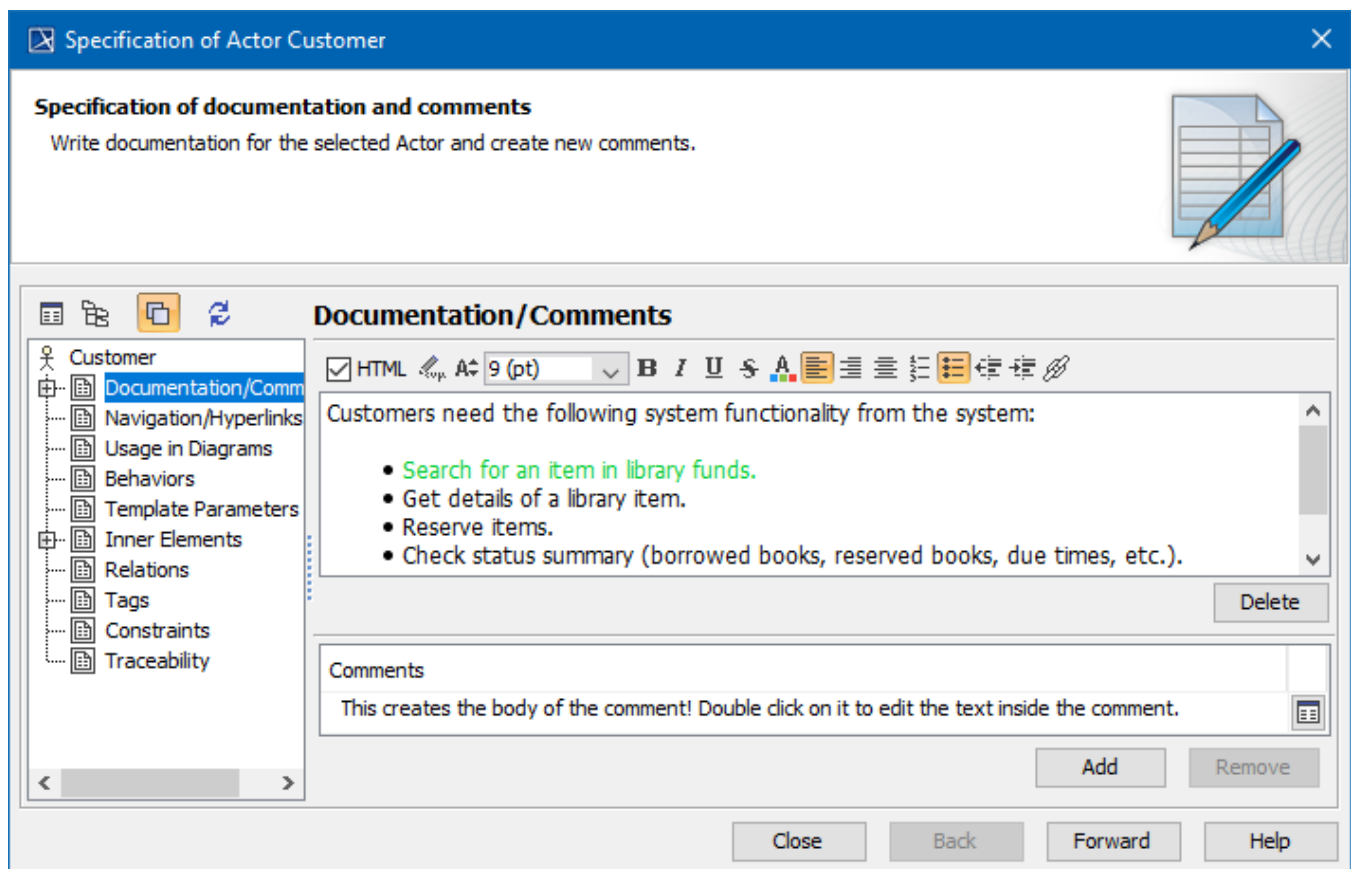 Specification of Actor Customer
Specification of documentation and comments
Write documentation for the selected Actor and create new comments.
Documentation/Comments
Customer
Documentation/Comm
Navigation/Hyperlinks
Usage in Diagrams
Behaviors
Template Parameters
Inner Elements
Relations
Tags
Constraints
Traceability
HTML 9 (pt) B I U S A
Customers need the following system functionality from the system:
• Search for an item in library funds.
• Get details of a library item.
• Reserve items.
• Check status summary (borrowed books, reserved books, due times, etc.).
Delete
Comments
This creates the body of the comment! Double click on it to edit the text inside the comment.
Add Remove
Close Back Forward Help